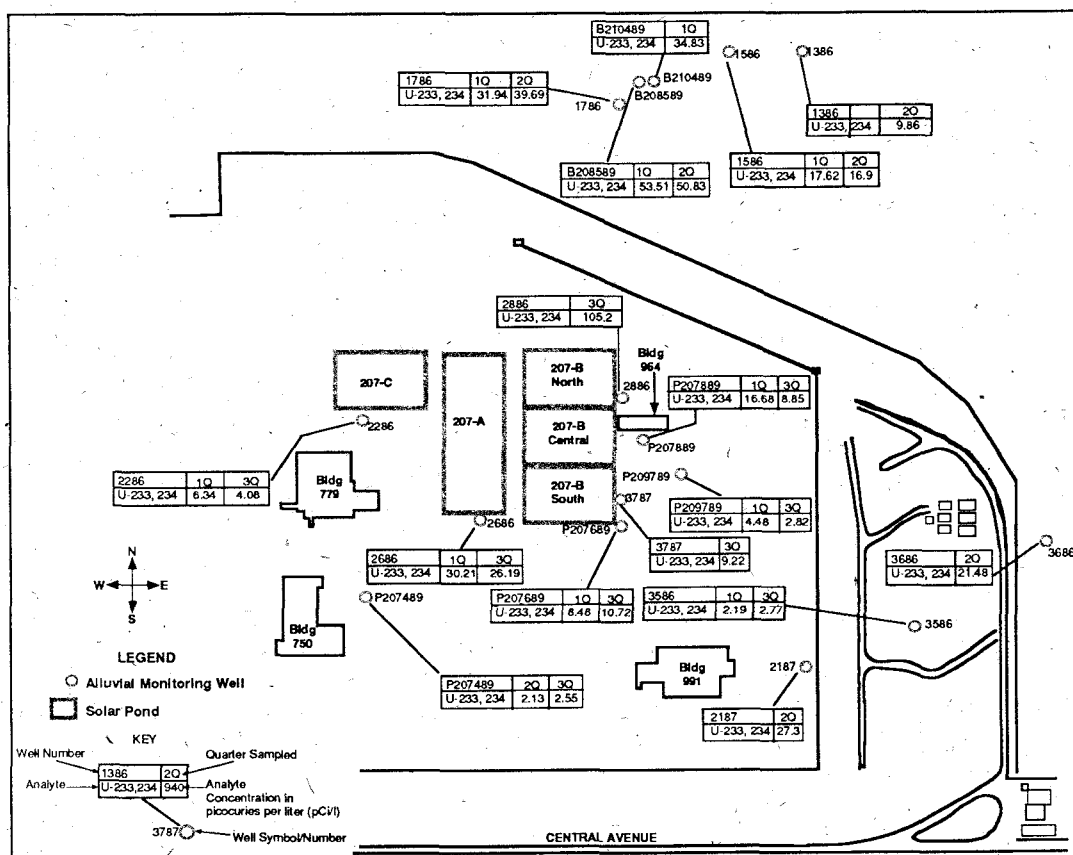 B210489 1Q
U-233, 234 34.83
1586
1386
1786 1Q 2Q
U-233, 234 31.94 39.69
B210489
B208589
1786
1386 2Q
U-233, 234 9.86
B208589 1Q 2Q
U-233, 234 53.51 50.83
1586 1Q 2Q
U-233, 234 17.62 16.9
2886 3Q
U-233, 234 105.2
Bldg
964
207-C
207-A
207-B
North
2886
P207889 1Q 3Q
U-233, 234 16.68 8.85
207-B
Central
2286
P207889
2286 1Q 3Q
U-233, 234 6.34 4.08
Bldg
779
207-B
South
P209789
3787
P209789 1Q 3Q
U-233, 234 4.48 2.82
2686
P207689
2686 1Q 3Q
U-233, 234 30.21 26.19
3787 3Q
U-233, 234 9.22
3686 2Q
U-233, 234 21.48
3686
N
W E
S
P207489
P207689 1Q 3Q
U-233, 234 8.48 10.72
3586 1Q 3Q
U-233, 234 2.19 2.77
3586
Bldg
750
Bldg
991
2187
LEGEND
Alluvial Monitoring Well
Solar Pond
P207489 2Q 3Q
U-233, 234 2.13 2.55
2187 2Q
U-233, 234 27.3
KEY
Well Number
1386 2Q
Quarter Sampled
Analyte
U-233,234 940
Analyte
Concentration in
picocuries per liter (pCi/l)
3787
Well Symbol/Number
CENTRAL AVENUE